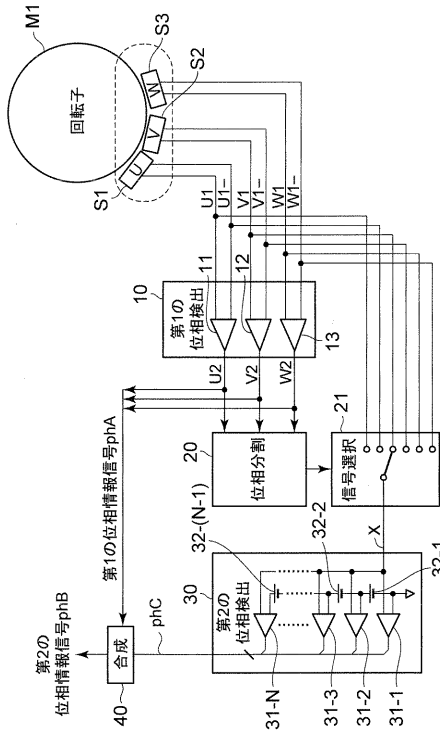 M1
回転子
S3
W
S2
V
S1
U
U1
U1−
V1
V1−
W1
W1−
10
第1の
位相検出
11
12
13
U2
V2
W2
第1の位相情報信号phA
20
位相分割
21
信号選択
X
第2の
位相情報信号phB
40
合成
phC
30
第2の
位相検出
32-(N-1)
32-2
32-1
31-N
31-3
31-2
31-1